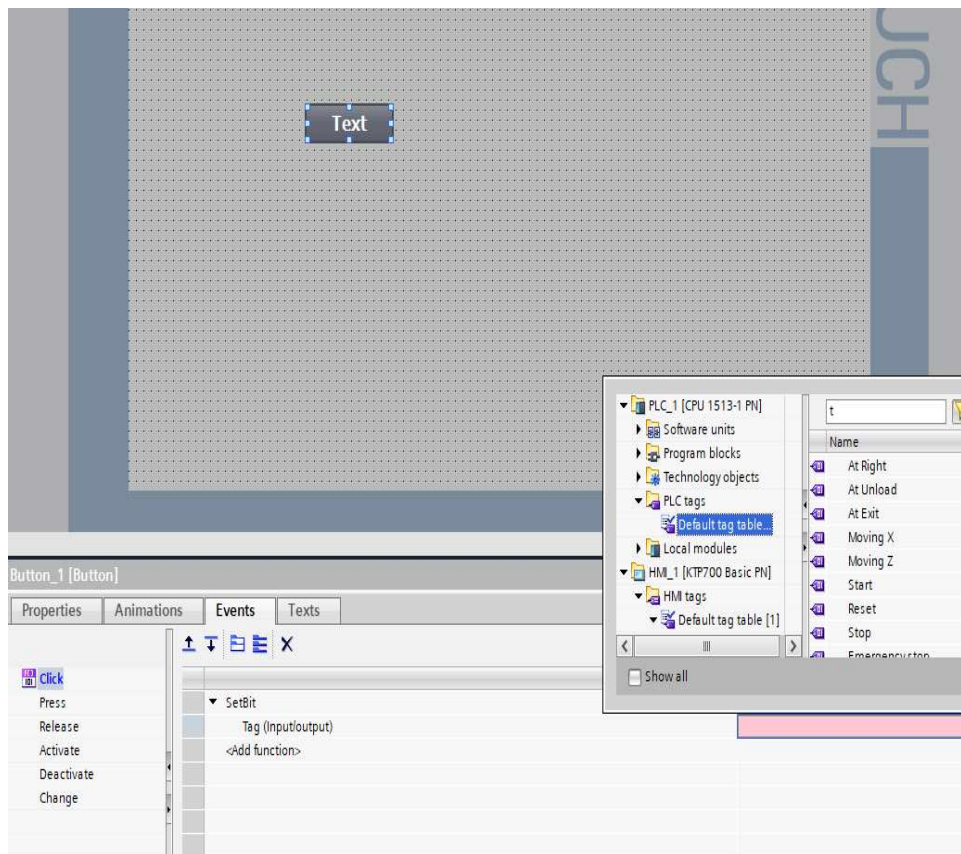 UCH
Text
PLC_1 [CPU 1513-1 PN]
Software units
Program blocks
Technology objects
PLC tags
Default tag table...
Local modules
HMI_1 [KTP700 Basic PN]
HMI tags
Default tag table [1]
Show all
t
Name
At Right
At Unload
At Exit
Moving X
Moving Z
Start
Reset
Stop
Emergency stop
Button_1 [Button]
Properties Animations Events Texts
Click
Press
Release
Activate
Deactivate
Change
SetBit
Tag (Input/output)
<Add function>